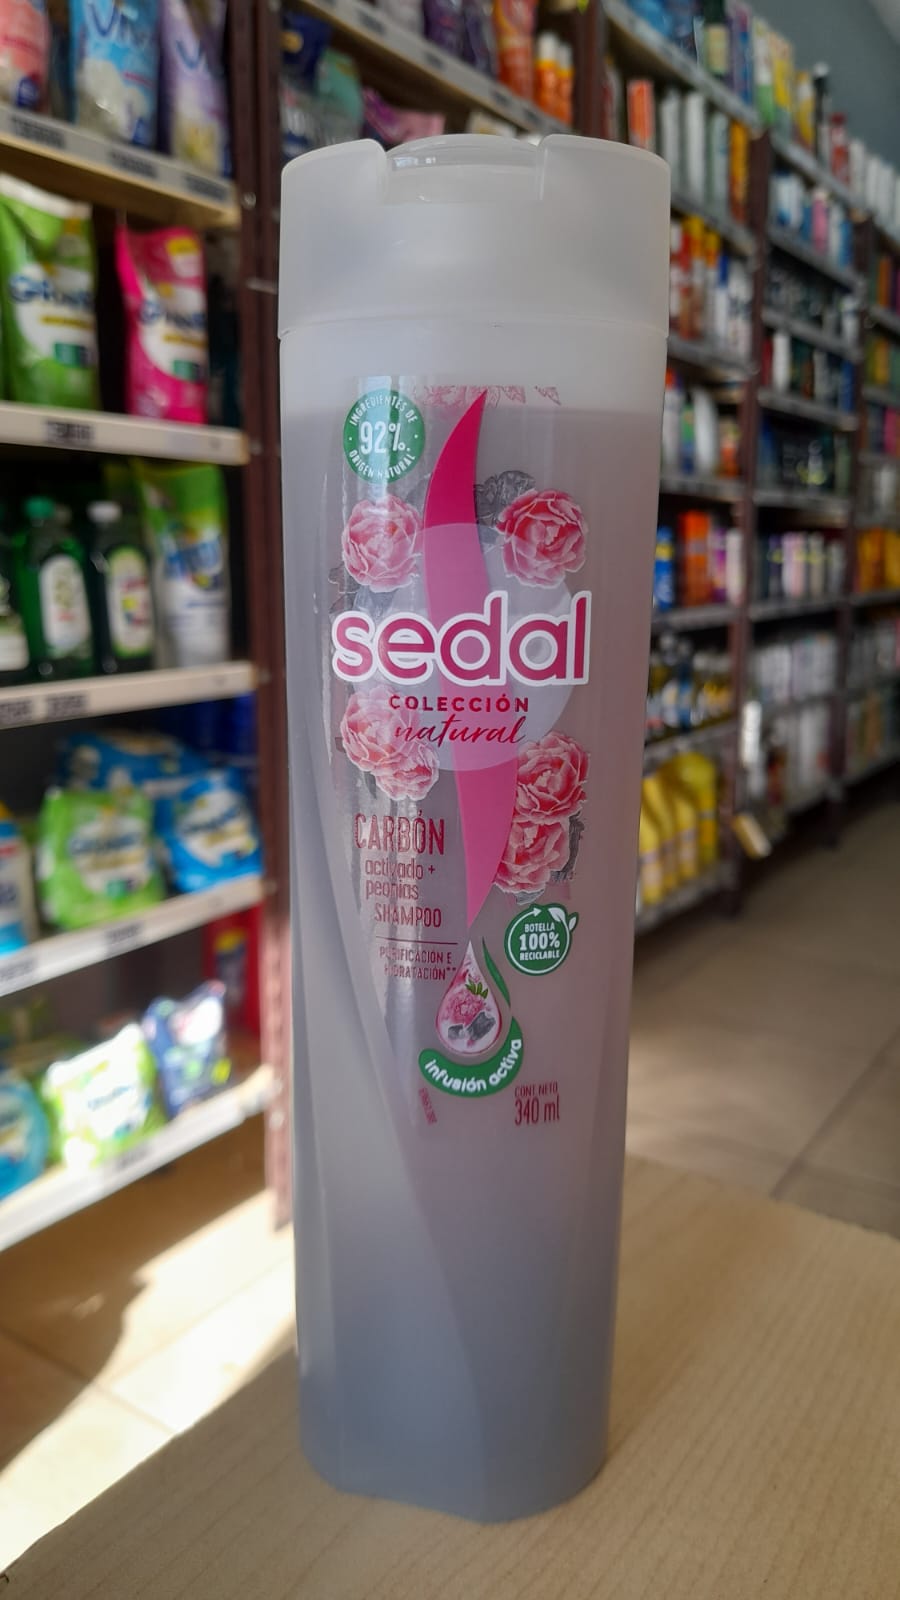 INGREDIENTES DE
92%
ORIGEN NATURAL
sedal
COLECCIÓN
natural
CARBÓN
activado +
peonias
SHAMPOO
PURIFICACIÓN E
HIDRATACIÓN**
BOTELLA
100%
RECICLABLE
infusión activa
CONT. NETO
340 ml